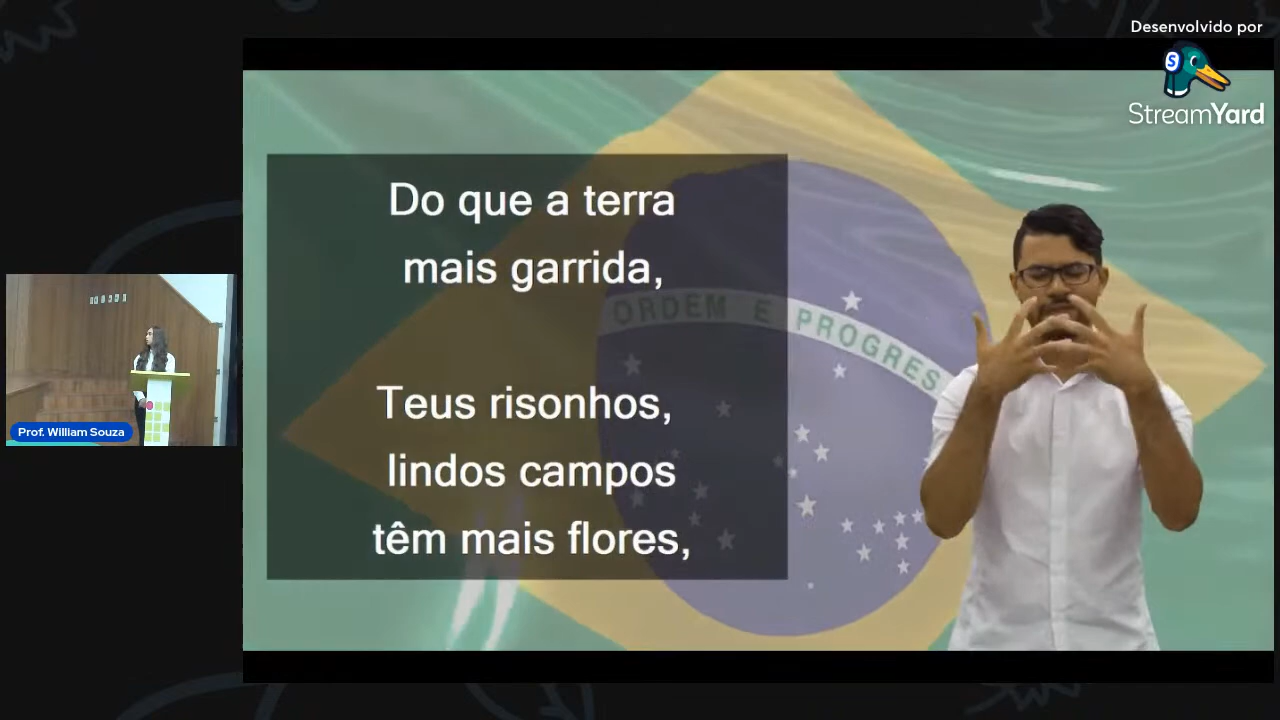 Desenvolvido por
S
StreamYard
Do que a terra
mais garrida,
Teus risonhos,
lindos campos
têm mais flores,
ORDEM E PROGRES
Prof. William Souza